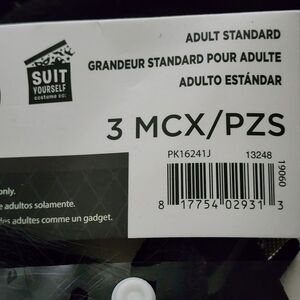 SUIT
YOURSELF
costume co.
ADULT STANDARD
GRANDEUR STANDARD POUR ADULTE
ADULTO ESTÁNDAR
3 MCX/PZS
PK16241J 13248
19060
8 17754 02931 3
only.
adultos solamente.
des adultes comme un gadget.